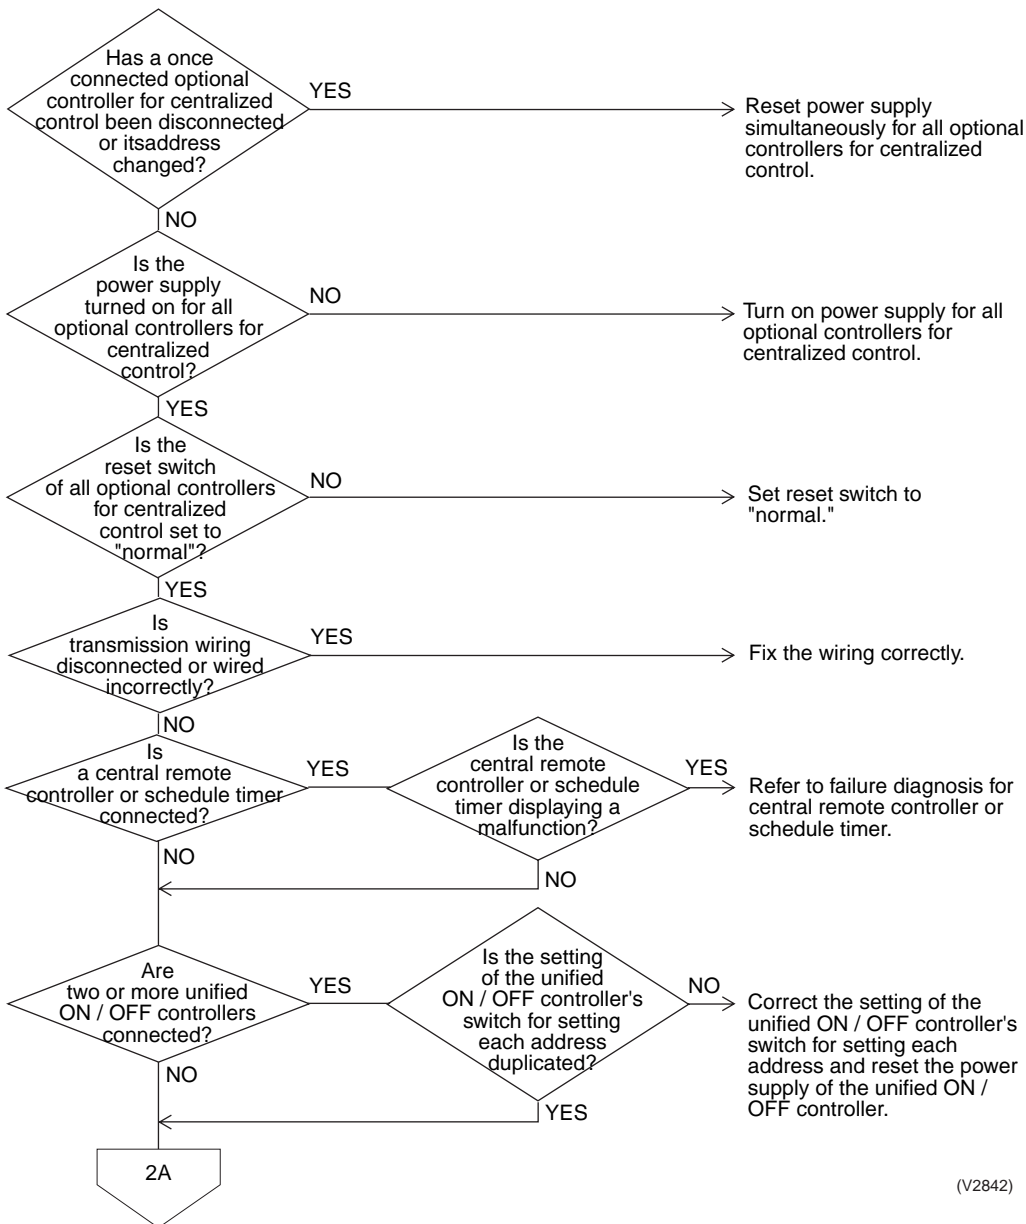 Has a once
connected optional
controller for centralized
control been disconnected
or itsaddress
changed?
YES
Reset power supply
simultaneously for all optional
controllers for centralized
control.
NO
Is the
power supply
turned on for all
optional controllers for
centralized
control?
NO
Turn on power supply for all
optional controllers for
centralized control.
YES
Is the
reset switch
of all optional controllers
for centralized
control set to
"normal"?
NO
Set reset switch to
"normal."
YES
Is
transmission wiring
disconnected or wired
incorrectly?
YES
Fix the wiring correctly.
NO
Is
a central remote
controller or schedule timer
connected?
YES
Is the
central remote
controller or schedule
timer displaying a
malfunction?
YES
Refer to failure diagnosis for
central remote controller or
schedule timer.
NO
NO
Are
two or more unified
ON / OFF controllers
connected?
YES
Is the setting
of the unified
ON / OFF controller's
switch for setting
each address
duplicated?
NO
Correct the setting of the
unified ON / OFF controller's
switch for setting each
address and reset the power
supply of the unified ON /
OFF controller.
NO
YES
2A
(V2842)